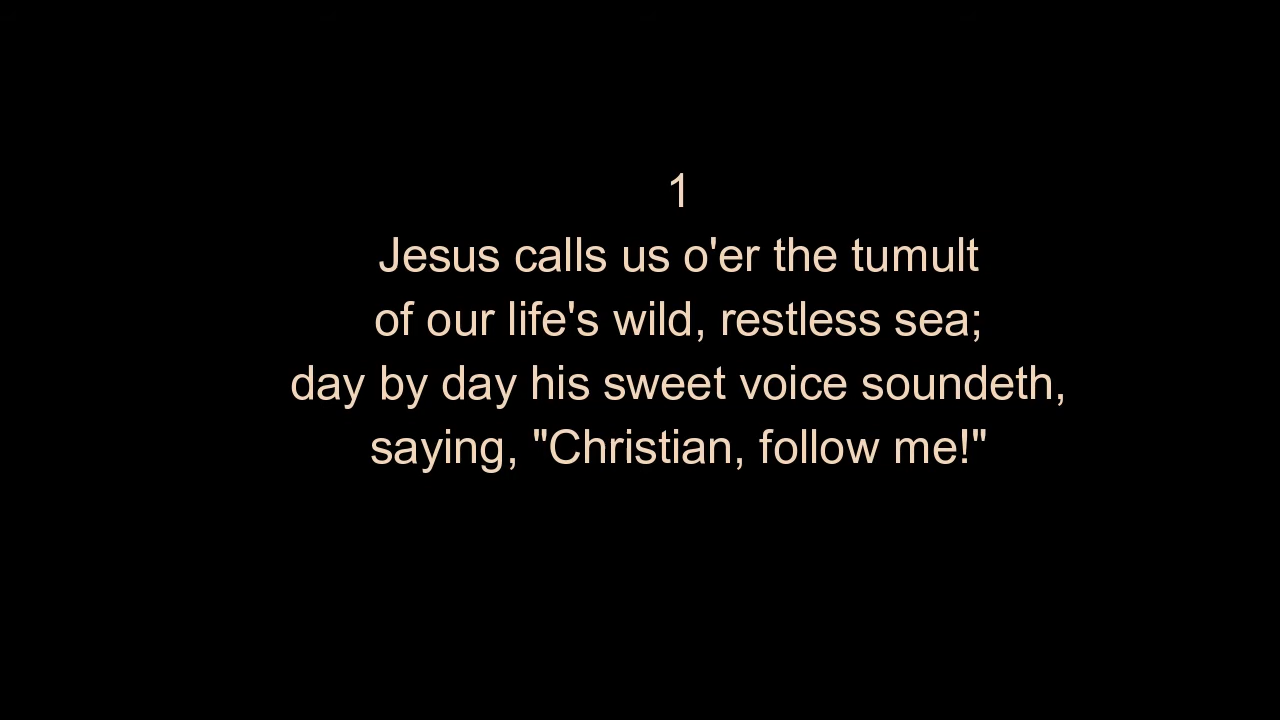 1
Jesus calls us o'er the tumult
of our life's wild, restless sea;
day by day his sweet voice soundeth,
saying, "Christian, follow me!"